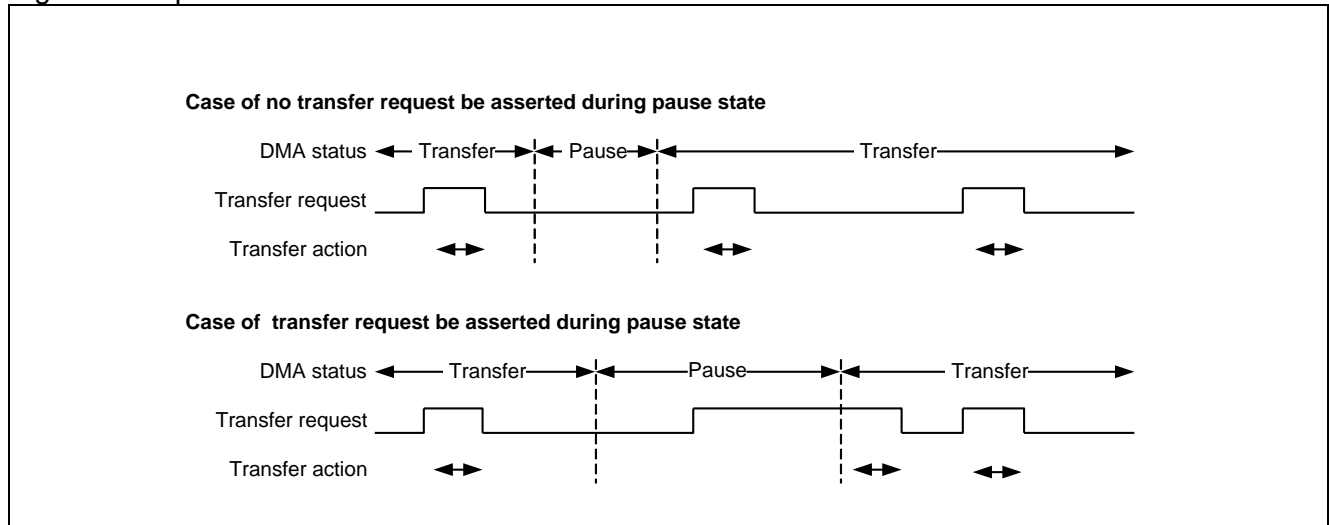 Case of no transfer request be asserted during pause state
DMA status Transfer Pause Transfer
Transfer request
Transfer action
Case of transfer request be asserted during pause state
DMA status Transfer Pause Transfer
Transfer request
Transfer action